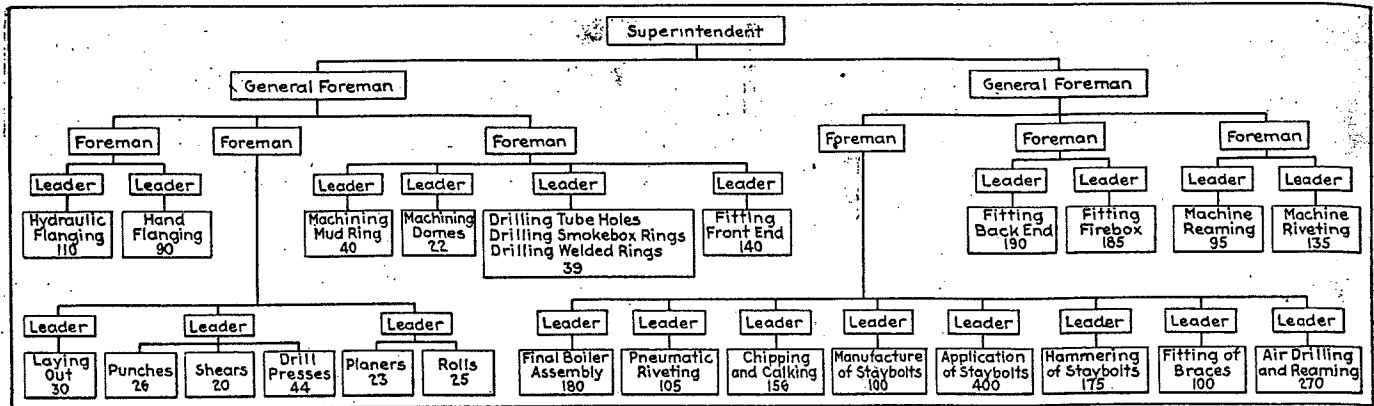 Superintendent
General Foreman
General Foreman
Foreman
Foreman
Foreman
Foreman
Foreman
Foreman
Leader
Leader
Leader
Leader
Leader
Leader
Leader
Leader
Leader
Leader
Hydraulic
Flanging
110
Hand
Flanging
90
Machining
Mud Ring
40
Machining
Domes
22
Drilling Tube Holes
Drilling Smokebox Rings
Drilling Welded Rings
39
Fitting
Front End
140
Fitting
Back End
190
Fitting
Firebox
185
Machine
Reaming
95
Machine
Riveting
135
Leader
Leader
Leader
Leader
Leader
Leader
Leader
Leader
Leader
Leader
Leader
Laying
Out
30
Punches
26
Shears
20
Drill
Presses
44
Planers
23
Rolls
25
Final Boiler
Assembly
180
Pneumatic
Riveting
105
Chipping
and Calking
156
Manufacture
of Staybolts
100
Application
of Staybolts
400
Hammering
of Staybolts
175
Fitting of
Braces
100
Air Drilling
and Reaming
270